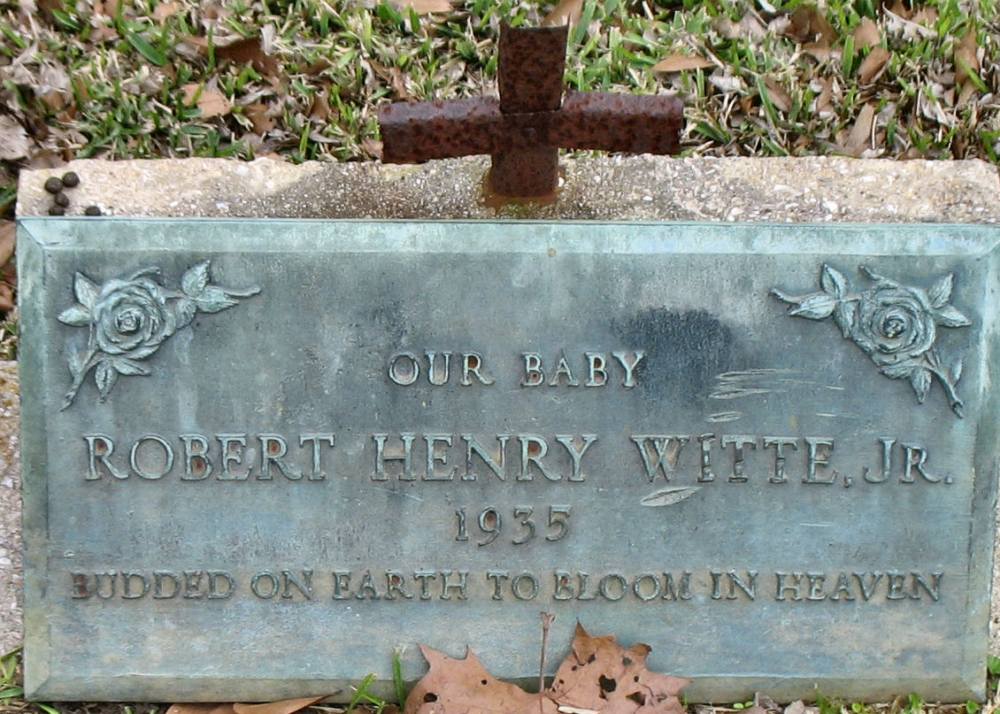 OUR BABY
ROBERT HENRY WITTE, JR.
1935
BUDDED ON EARTH TO BLOOM IN HEAVEN